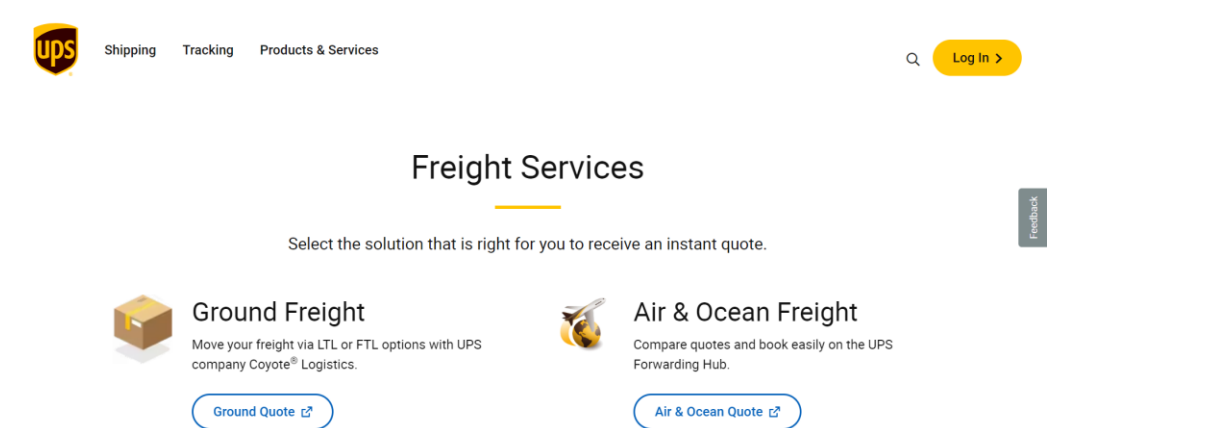 ups
Shipping Tracking Products & Services
Log In
Freight Services
Feedback
Select the solution that is right for you to receive an instant quote.
Ground Freight
Move your freight via LTL or FTL options with UPS
company Coyote® Logistics.
Ground Quote
Air & Ocean Freight
Compare quotes and book easily on the UPS
Forwarding Hub.
Air & Ocean Quote